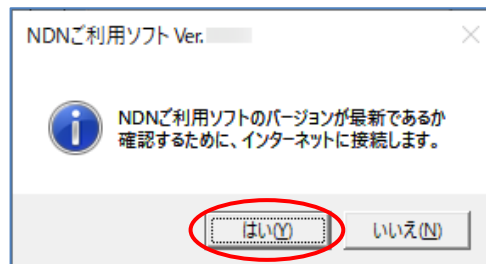 NDNご利用ソフト Ver.
NDNご利用ソフトのバージョンが最新であるか
確認するために、インターネットに接続します。
はい(Y)
いいえ(N)